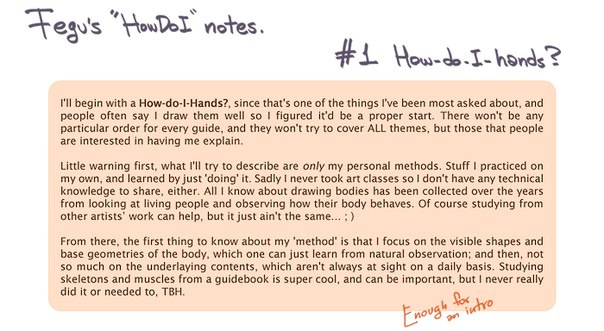 Fegu's "HowDoI" notes.
#1 How-do-I-hands?
I'll begin with a How-do-I-Hands?, since that's one of the things I've been most asked about, and
people often say I draw them well so I figured it'd be a proper start. There won't be any
particular order for every guide, and they won't try to cover ALL themes, but those that people
are interested in having me explain.
Little warning first, what I'll try to describe are only my personal methods. Stuff I practiced on
my own, and learned by just 'doing' it. Sadly I never took art classes so I don't have any technical
knowledge to share, either. All I know about drawing bodies has been collected over the years
from looking at living people and observing how their body behaves. Of course studying from
other artists' work can help, but it just ain't the same... ; )
From there, the first thing to know about my 'method' is that I focus on the visible shapes and
base geometries of the body, which one can just learn from natural observation; and then, not
so much on the underlaying contents, which aren't always at sight on a daily basis. Studying
skeletons and muscles from a guidebook is super cool, and can be important, but I never really
did it or needed to, TBH.
Enough for
an intro